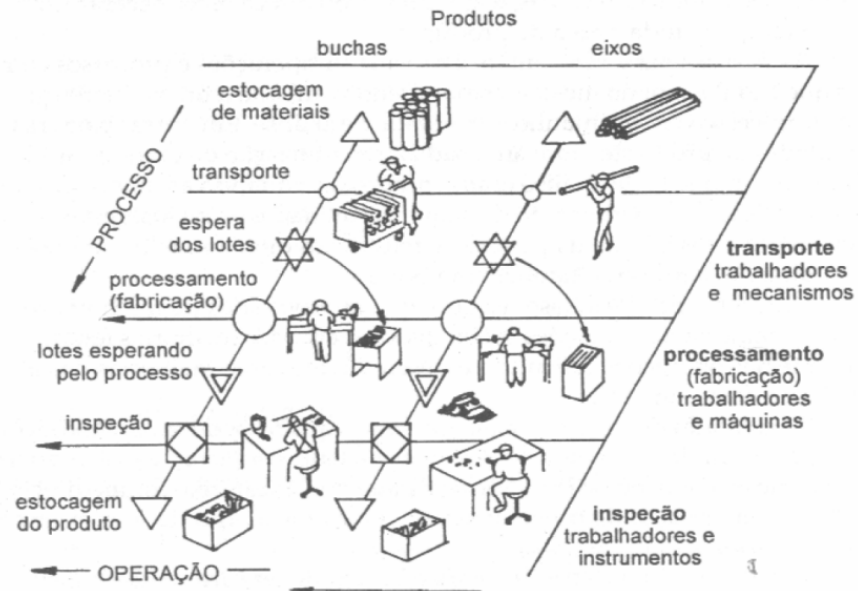 Produtos
buchas
eixos
estocagem
de materiais
PROCESSO
transporte
espera
dos lotes
transporte
trabalhadores
e mecanismos
processamento
(fabricação)
lotes esperando
pelo processo
processamento
(fabricação)
trabalhadores
e máquinas
inspeção
estocagem
do produto
inspeção
trabalhadores e
instrumentos
OPERAÇÃO